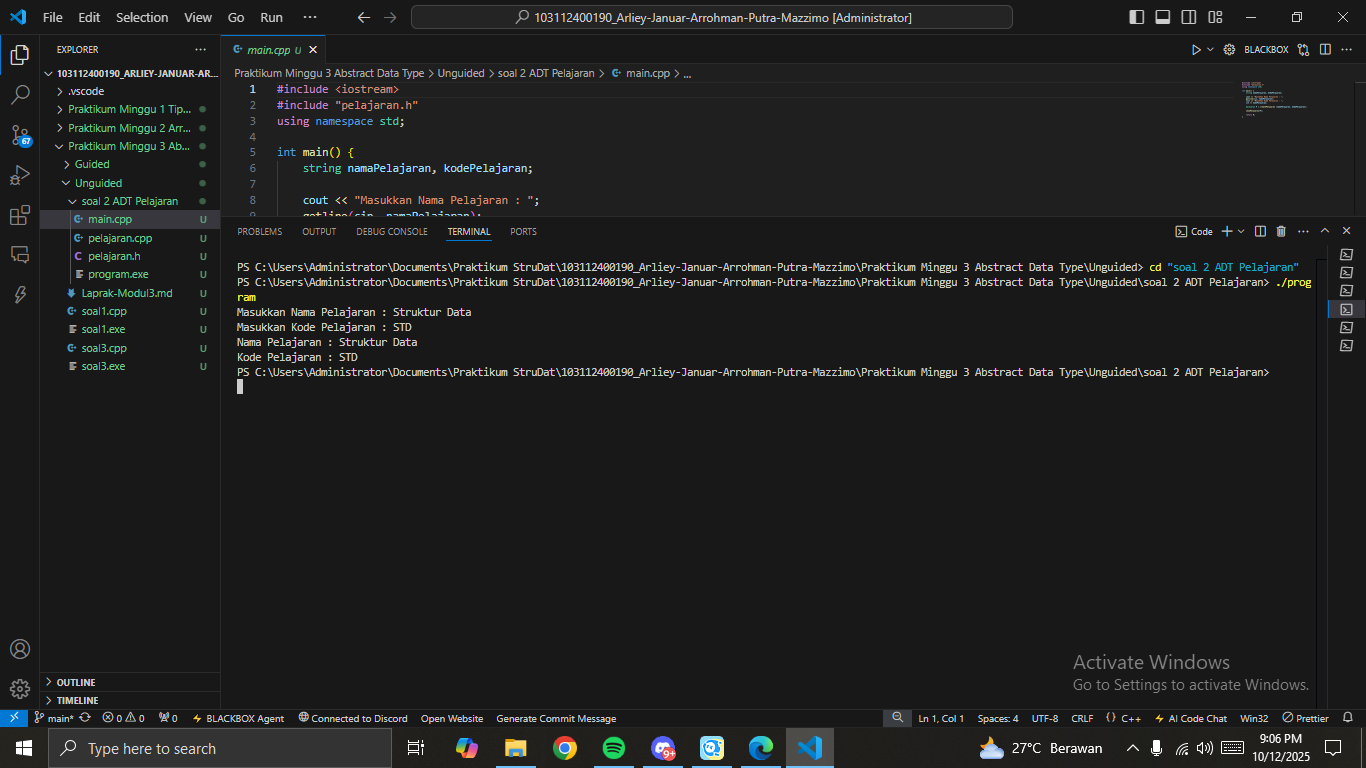 File Edit Selection View Go Run ··· 103112400190_Arliey-Januar-Arrohman-Putra-Mazzimo [Administrator]
EXPLORER ···
103112400190_ARLIEY-JANUAR-AR...
.vscode
Praktikum Minggu 1 Tip...
Praktikum Minggu 2 Arr...
Praktikum Minggu 3 Ab...
Guided
Unguided
soal 2 ADT Pelajaran
main.cpp U
pelajaran.cpp U
pelajaran.h U
program.exe U
Laprak-Modul3.md U
soal1.cpp U
soal1.exe U
soal3.cpp U
soal3.exe U
OUTLINE
TIMELINE
67
main.cpp U
BLACKBOX
Praktikum Minggu 3 Abstract Data Type > Unguided > soal 2 ADT Pelajaran > main.cpp > ...
1 #include <iostream>
2 #include "pelajaran.h"
3 using namespace std;
4
5 int main() {
6 string namaPelajaran, kodePelajaran;
7
8 cout << "Masukkan Nama Pelajaran : ";
9 getline(cin, namaPelajaran);
PROBLEMS OUTPUT DEBUG CONSOLE TERMINAL PORTS Code
PS C:\Users\Administrator\Documents\Praktikum StruDat\103112400190_Arliey-Januar-Arrohman-Putra-Mazzimo\Praktikum Minggu 3 Abstract Data Type\Unguided> cd "soal 2 ADT Pelajaran"
PS C:\Users\Administrator\Documents\Praktikum StruDat\103112400190_Arliey-Januar-Arrohman-Putra-Mazzimo\Praktikum Minggu 3 Abstract Data Type\Unguided\soal 2 ADT Pelajaran> ./prog
ram
Masukkan Nama Pelajaran : Struktur Data
Masukkan Kode Pelajaran : STD
Nama Pelajaran : Struktur Data
Kode Pelajaran : STD
PS C:\Users\Administrator\Documents\Praktikum StruDat\103112400190_Arliey-Januar-Arrohman-Putra-Mazzimo\Praktikum Minggu 3 Abstract Data Type\Unguided\soal 2 ADT Pelajaran>
Activate Windows
Go to Settings to activate Windows.
main* 0 0 0 BLACKBOX Agent Connected to Discord Open Website Generate Commit Message Ln 1, Col 1 Spaces: 4 UTF-8 CRLF {} C++ AI Code Chat Win32 Prettier
Type here to search 9+ 27°C Berawan 9:06 PM
10/12/2025